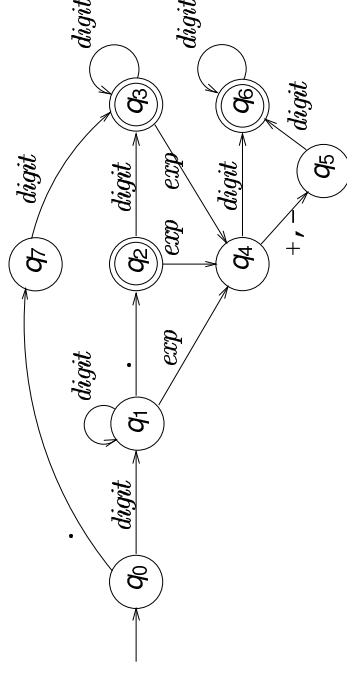 q0
digit
.
q1
digit
.
exp
q7
digit
q2
digit
exp
q3
digit
exp
q4
digit
+, −
q5
digit
q6
digit